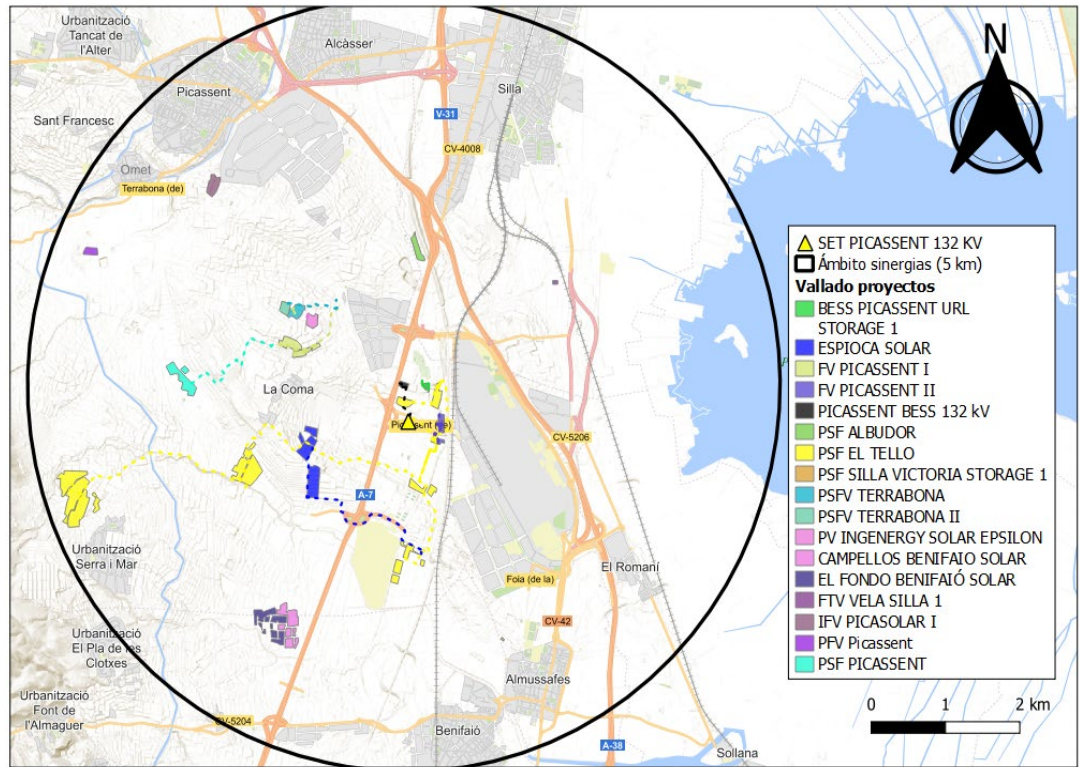 Urbanització
Tancat de
l'Alter
Alcàsser
Picassent
Silla
V-31
Sant Francesc
CV-4008
Omet
Terrabona (de)
N
SET PICASSENT 132 KV
Ámbito sinergias (5 km)
Vallado proyectos
BESS PICASSENT URL
STORAGE 1
ESPIOCA SOLAR
FV PICASSENT I
FV PICASSENT II
PICASSENT BESS 132 kV
PSF ALBUDOR
PSF EL TELLO
PSF SILLA VICTORIA STORAGE 1
PSFV TERRABONA
PSFV TERRABONA II
PV INGENERGY SOLAR EPSILON
CAMPELLOS BENIFAIO SOLAR
EL FONDO BENIFAIÓ SOLAR
FTV VELA SILLA 1
IFV PICASOLAR I
PFV Picassent
PSF PICASSENT
La Coma
CV-5206
A-7
Urbanització
Serra i Mar
El Romaní
Foia (de la)
CV-42
Urbanització
El Pla de les
Clotxes
Almussafes
Urbanització
Font de
l'Almaguer
CV-5204
Benifaió
A-38
Sollana
0 1 2 km